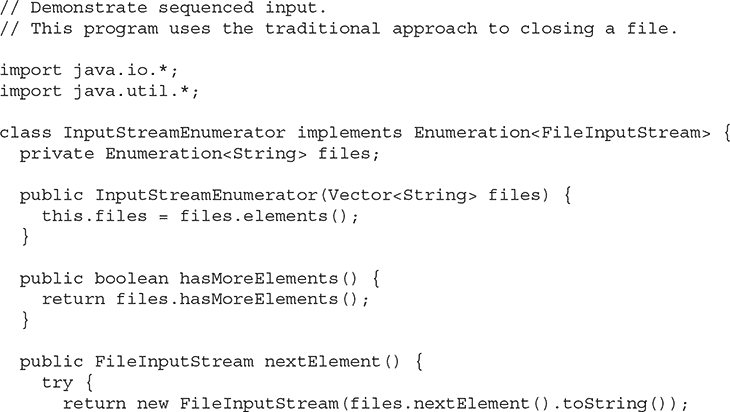 // Demonstrate sequenced input.
// This program uses the traditional approach to closing a file.
import java.io.*;
import java.util.*;
class InputStreamEnumerator implements Enumeration<FileInputStream> {
private Enumeration<String> files;
public InputStreamEnumerator(Vector<String> files) {
this.files = files.elements();
}
public boolean hasMoreElements() {
return files.hasMoreElements();
}
public FileInputStream nextElement() {
try {
return new FileInputStream(files.nextElement().toString());